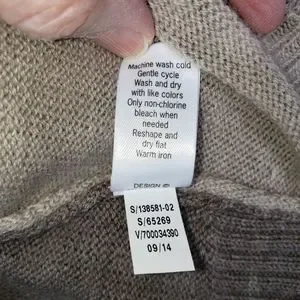 Machine wash cold
Gentle cycle
Wash and dry
with like colors
Only non-chlorine
bleach when
needed
Reshape and
dry flat
Warm iron
DESIGN ©
S/138581-02
S/65269
V/700034390
09/14